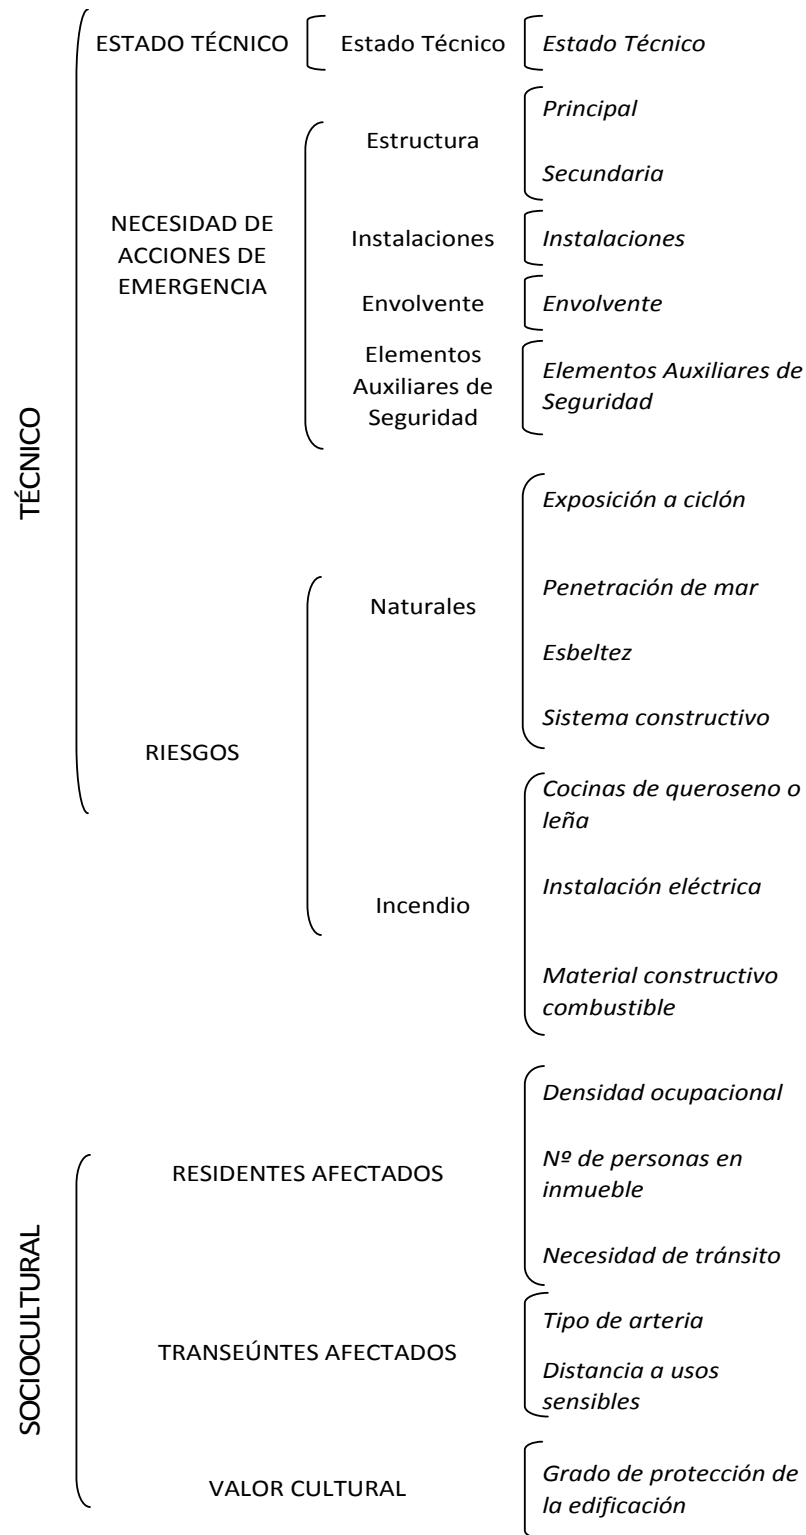 TÉCNICO
ESTADO TÉCNICO
Estado Técnico
Estado Técnico
NECESIDAD DE
ACCIONES DE
EMERGENCIA
Estructura
Principal
Secundaria
Instalaciones
Instalaciones
Envolvente
Envolvente
Elementos
Auxiliares de
Seguridad
Elementos Auxiliares de
Seguridad
RIESGOS
Naturales
Exposición a ciclón
Penetración de mar
Esbeltez
Sistema constructivo
Incendio
Cocinas de queroseno o
leña
Instalación eléctrica
Material constructivo
combustible
SOCIOCULTURAL
RESIDENTES AFECTADOS
Densidad ocupacional
Nº de personas en
inmueble
Necesidad de tránsito
TRANSEÚNTES AFECTADOS
Tipo de arteria
Distancia a usos
sensibles
VALOR CULTURAL
Grado de protección de
la edificación